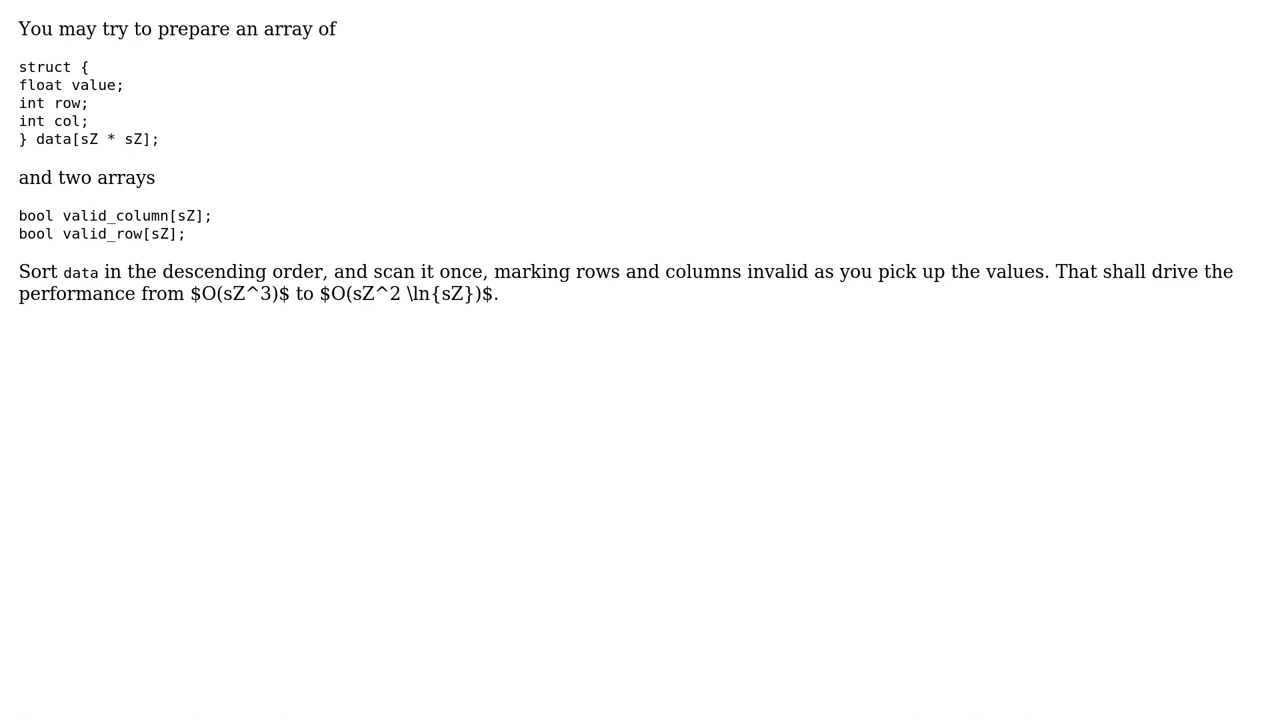 You may try to prepare an array of
struct {
float value;
int row;
int col;
} data[sZ * sZ];
and two arrays
bool valid_column[sZ];
bool valid_row[sZ];
Sort data in the descending order, and scan it once, marking rows and columns invalid as you pick up the values. That shall drive the
performance from $O(sZ^3)$ to $O(sZ^2 \ln{sZ})$.